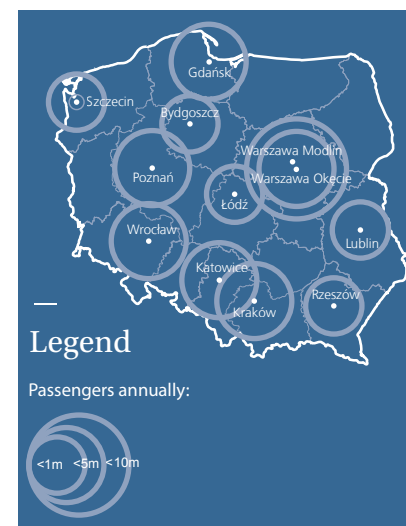 Gdańsk
Szczecin
Bydgoszcz
Warszawa Modlin
Poznań
Warszawa Okęcie
Łódź
Wrocław
Lublin
Katowice
Rzeszów
Kraków
Legend
Passengers annually:
<1m <5m <10m